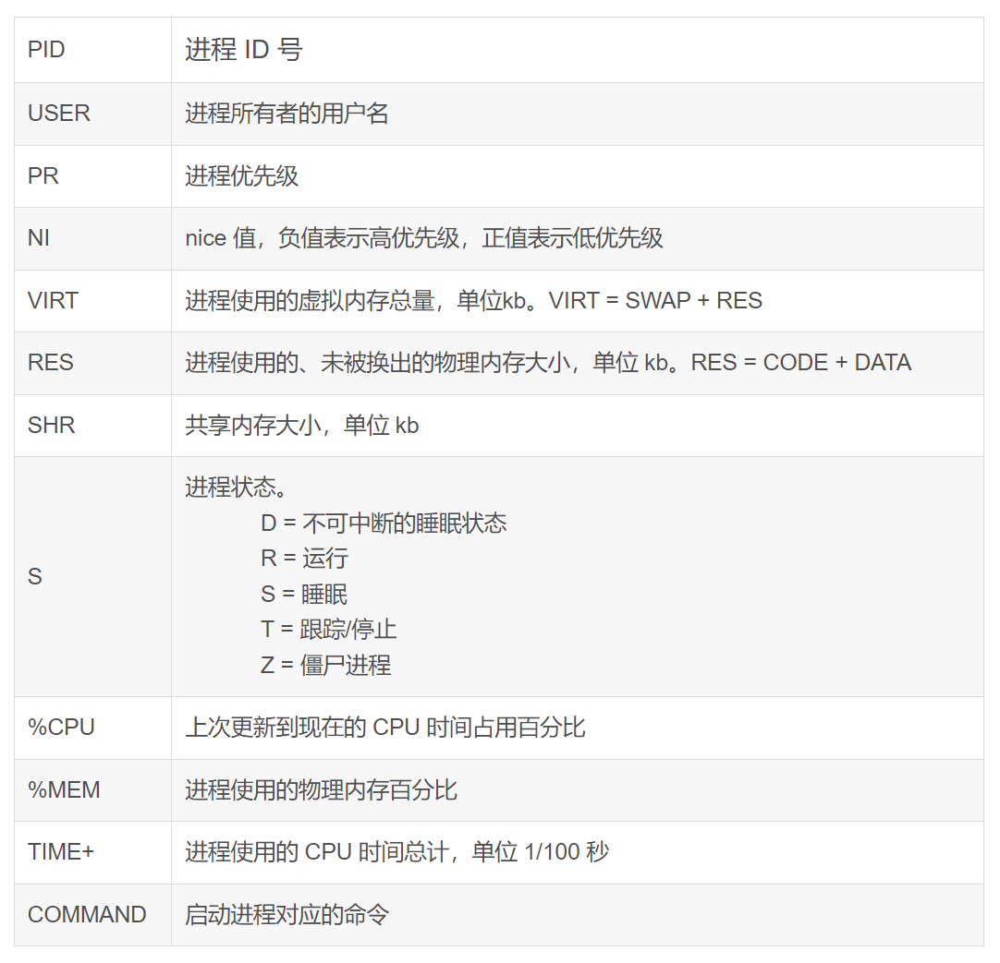 PID 进程 ID 号
USER 进程所有者的用户名
PR 进程优先级
NI nice 值，负值表示高优先级，正值表示低优先级
VIRT 进程使用的虚拟内存总量，单位kb。VIRT = SWAP + RES
RES 进程使用的、未被换出的物理内存大小，单位 kb。RES = CODE + DATA
SHR 共享内存大小，单位 kb
S 进程状态。
D = 不可中断的睡眠状态
R = 运行
S = 睡眠
T = 跟踪/停止
Z = 僵尸进程
%CPU 上次更新到现在的 CPU 时间占用百分比
%MEM 进程使用的物理内存百分比
TIME+ 进程使用的 CPU 时间总计，单位 1/100 秒
COMMAND 启动进程对应的命令